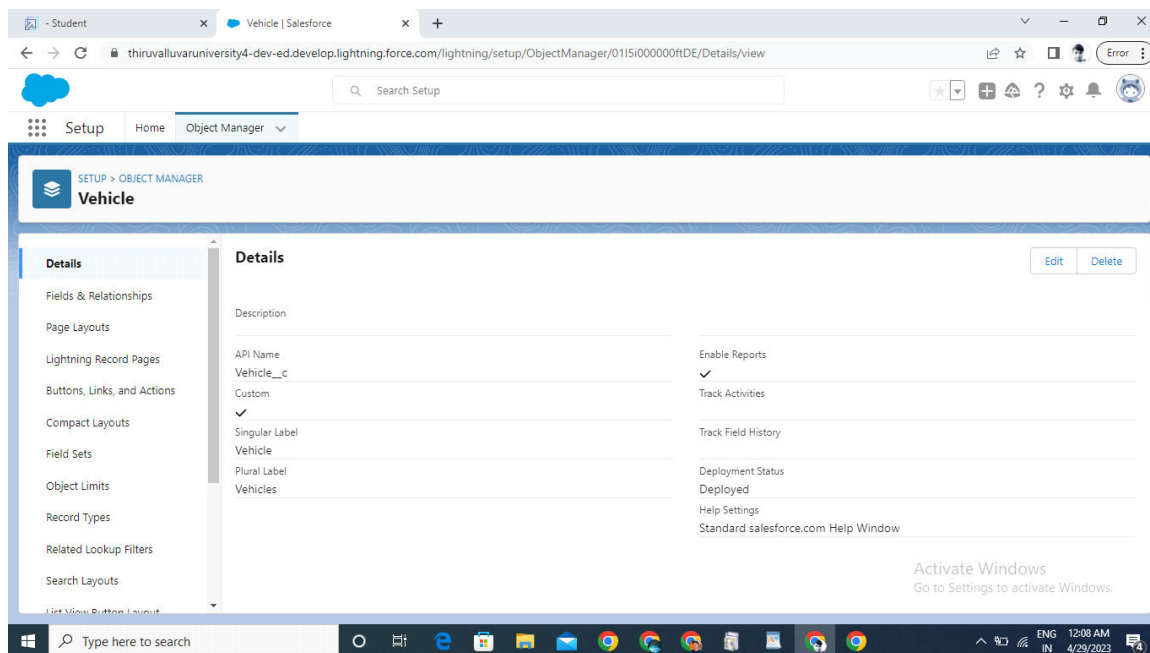 - Student
Vehicle | Salesforce
thiruvalluvaruniversity4-dev-ed.develop.lightning.force.com/lightning/setup/ObjectManager/01I5i000000ftDE/Details/view
Error
Search Setup
Setup
Home
Object Manager
SETUP > OBJECT MANAGER
Vehicle
Details
Fields & Relationships
Page Layouts
Lightning Record Pages
Buttons, Links, and Actions
Compact Layouts
Field Sets
Object Limits
Record Types
Related Lookup Filters
Search Layouts
List View Button Layout
Details
Edit
Delete
Description
API Name
Vehicle__c
Custom
Singular Label
Vehicle
Plural Label
Vehicles
Enable Reports
Track Activities
Track Field History
Deployment Status
Deployed
Help Settings
Standard salesforce.com Help Window
Activate Windows
Go to Settings to activate Windows.
Type here to search
ENG
IN
12:08 AM
4/29/2023